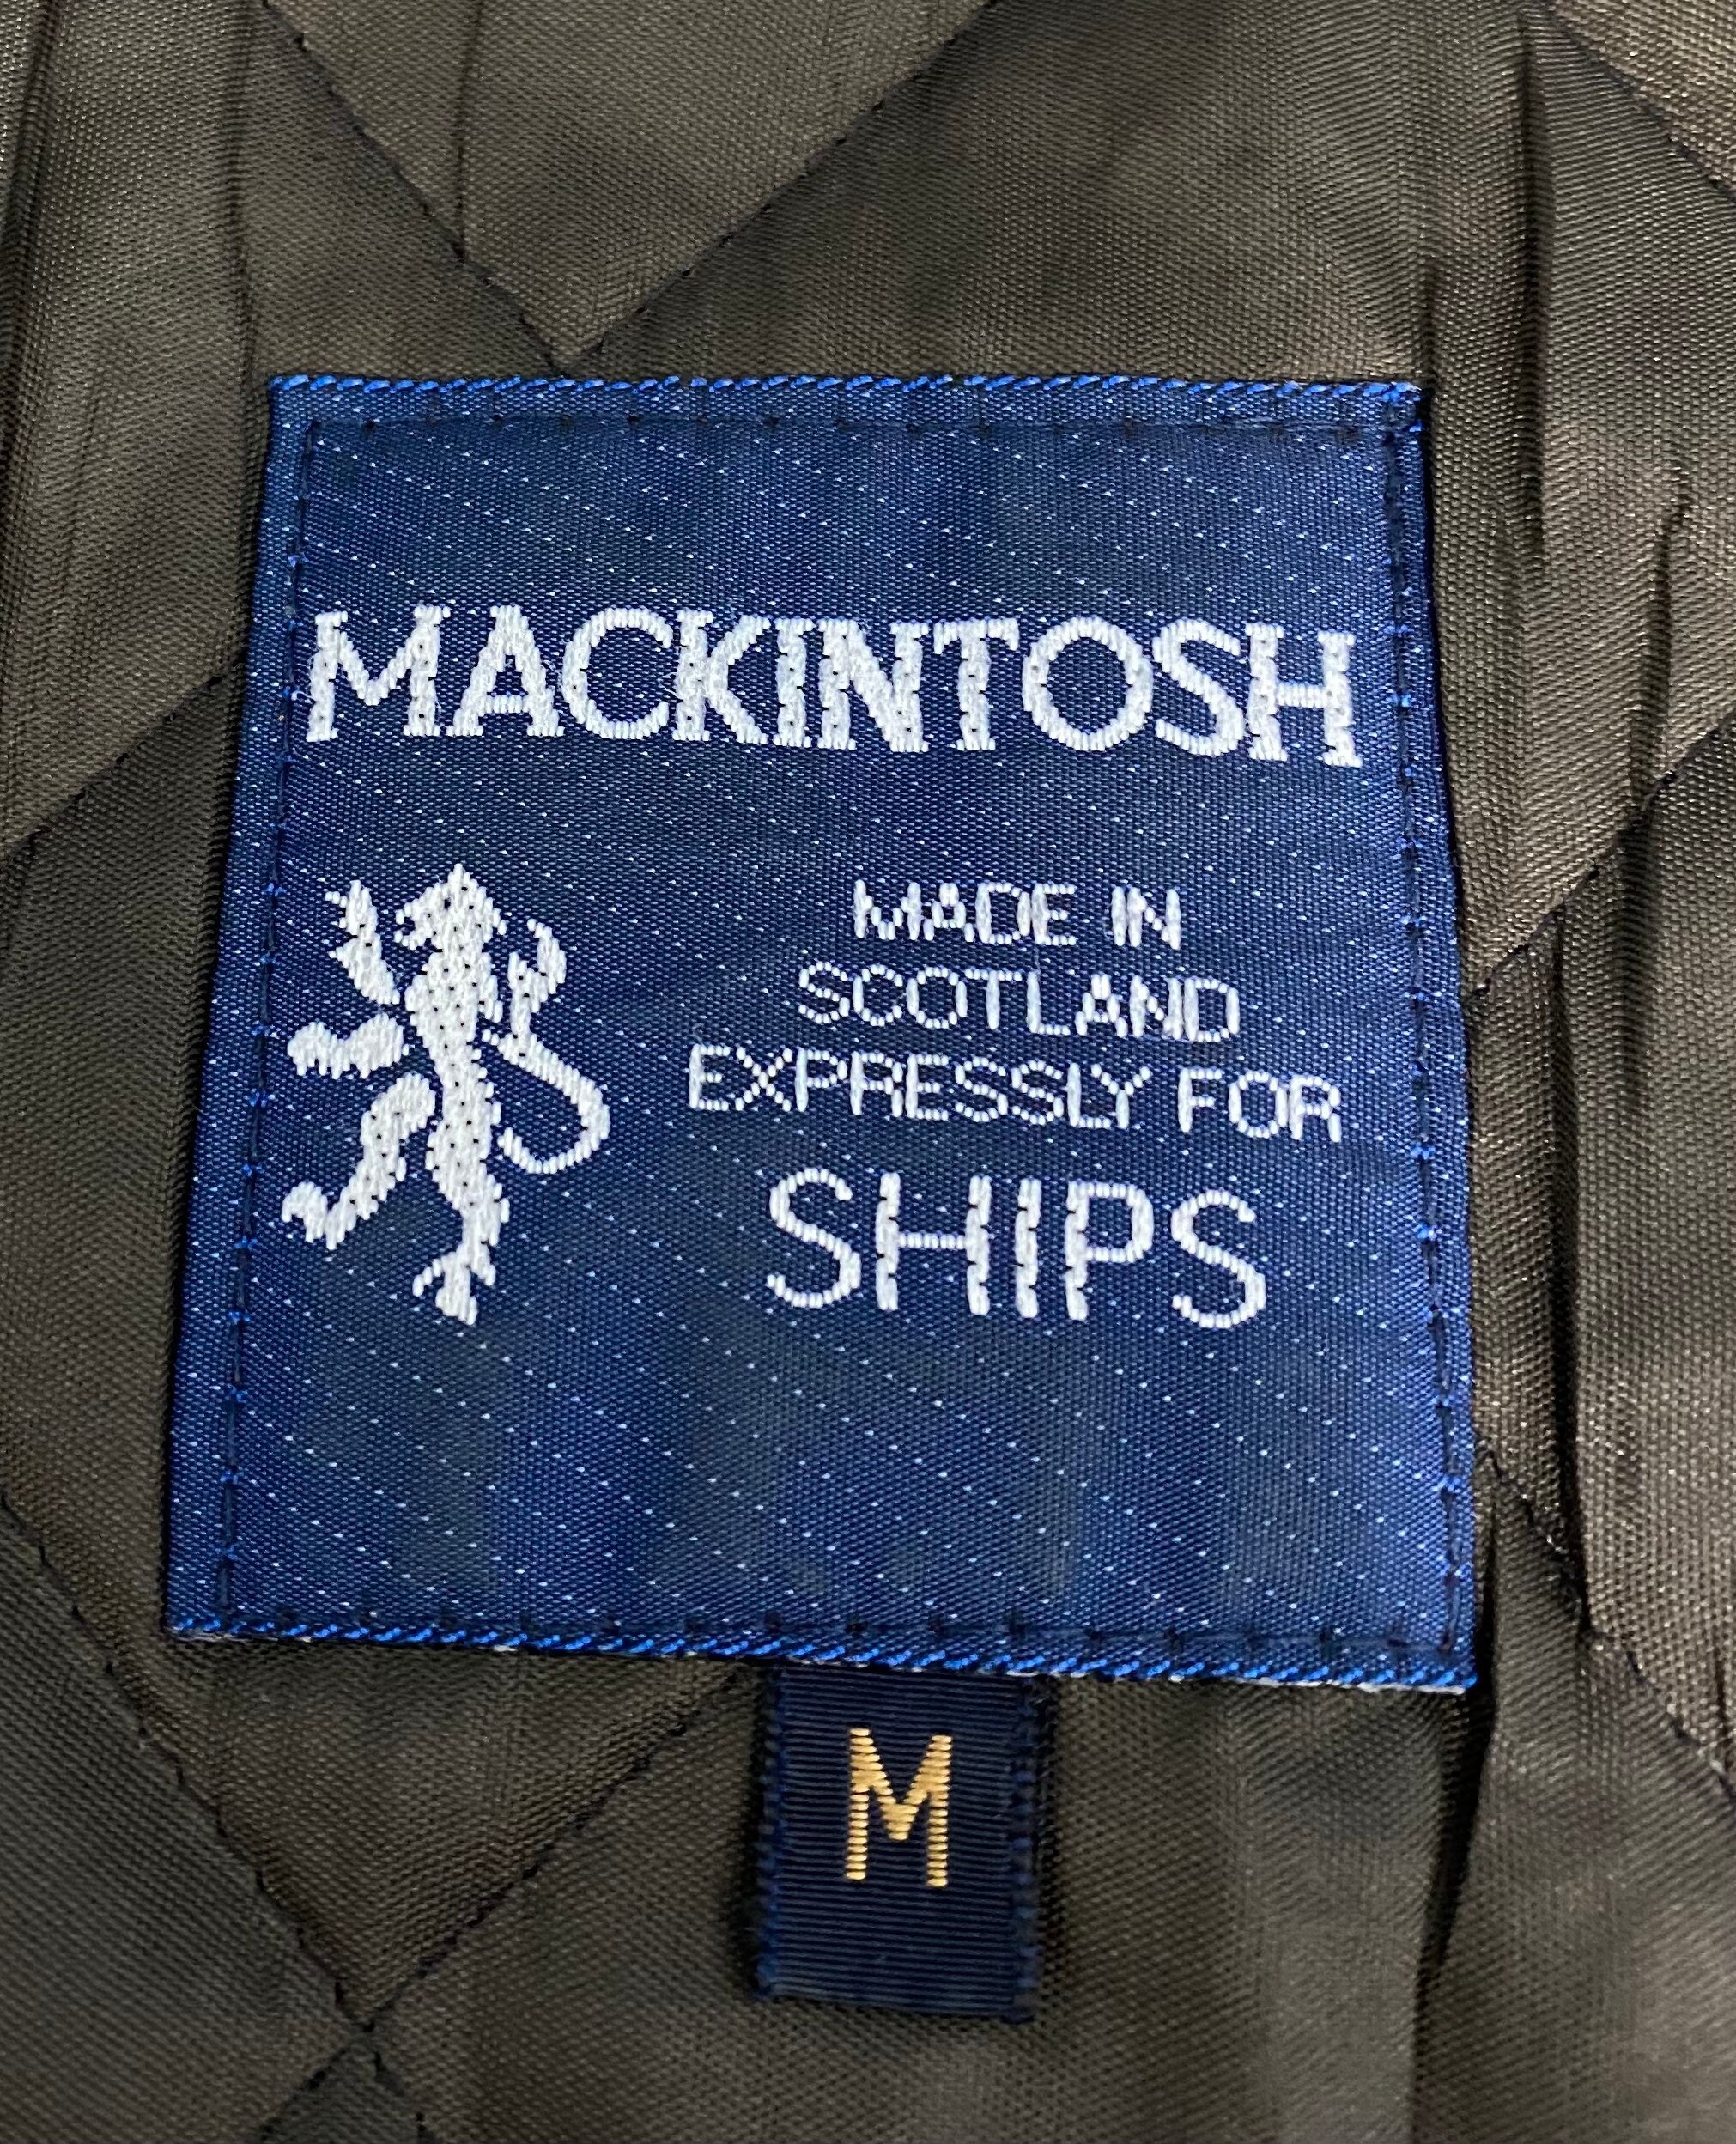 MACKINTOSH
MADE IN
SCOTLAND
EXPRESSLY FOR
SHIPS
M